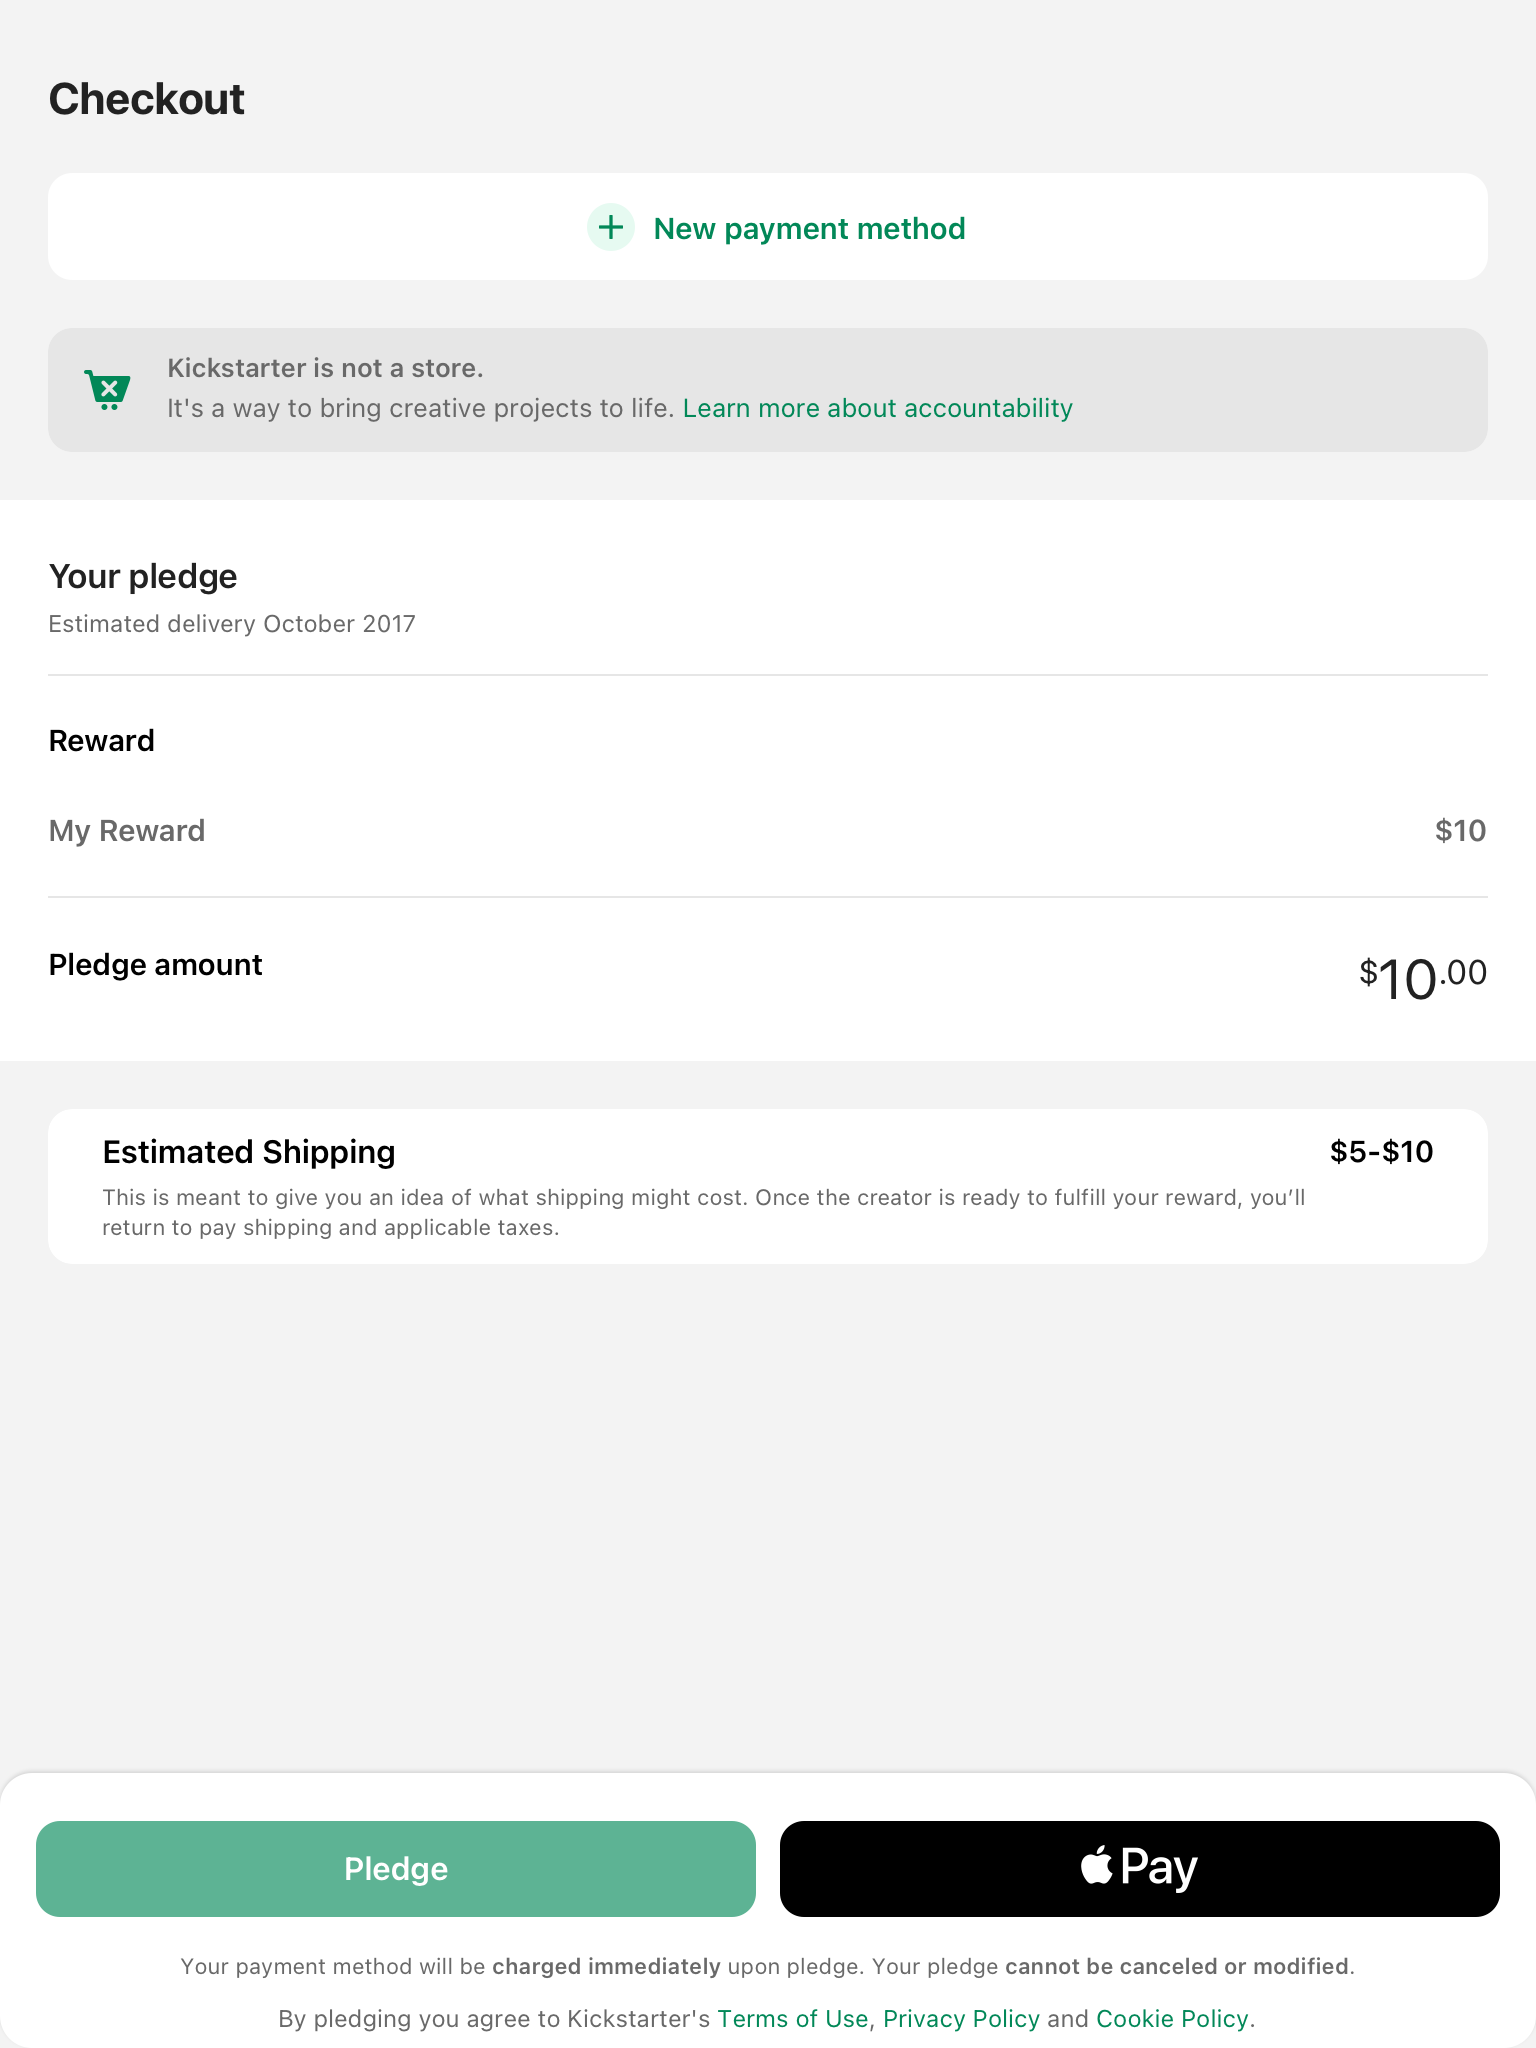 Checkout
New payment method
Kickstarter is not a store.
It's a way to bring creative projects to life. Learn more about accountability
Your pledge
Estimated delivery October 2017
Reward
My Reward $10
Pledge amount $10.00
Estimated Shipping $5-$10
This is meant to give you an idea of what shipping might cost. Once the creator is ready to fulfill your reward, you’ll
return to pay shipping and applicable taxes.
Pledge
Pay
Your payment method will be charged immediately upon pledge. Your pledge cannot be canceled or modified.
By pledging you agree to Kickstarter's Terms of Use, Privacy Policy and Cookie Policy.